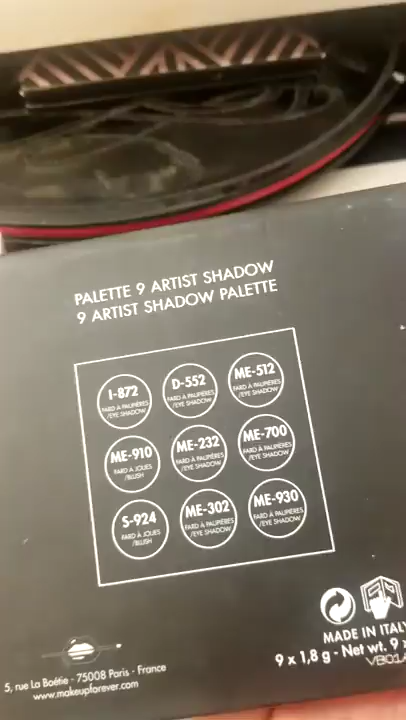 PALETTE 9 ARTIST SHADOW
9 ARTIST SHADOW PALETTE
I-872
FARD À PAUPIÈRES
/EYE SHADOW
D-552
FARD À PAUPIÈRES
/EYE SHADOW
ME-512
FARD À PAUPIÈRES
/EYE SHADOW
ME-910
FARD À JOUES
/BLUSH
ME-232
FARD À PAUPIÈRES
/EYE SHADOW
ME-700
FARD À PAUPIÈRES
/EYE SHADOW
S-924
FARD À JOUES
/BLUSH
ME-302
FARD À PAUPIÈRES
/EYE SHADOW
ME-930
FARD À PAUPIÈRES
/EYE SHADOW
MADE IN ITALY
9 x 1,8 g - Net wt. 9 x
VB01A
5, rue La Boétie - 75008 Paris - France
www.makeupforever.com